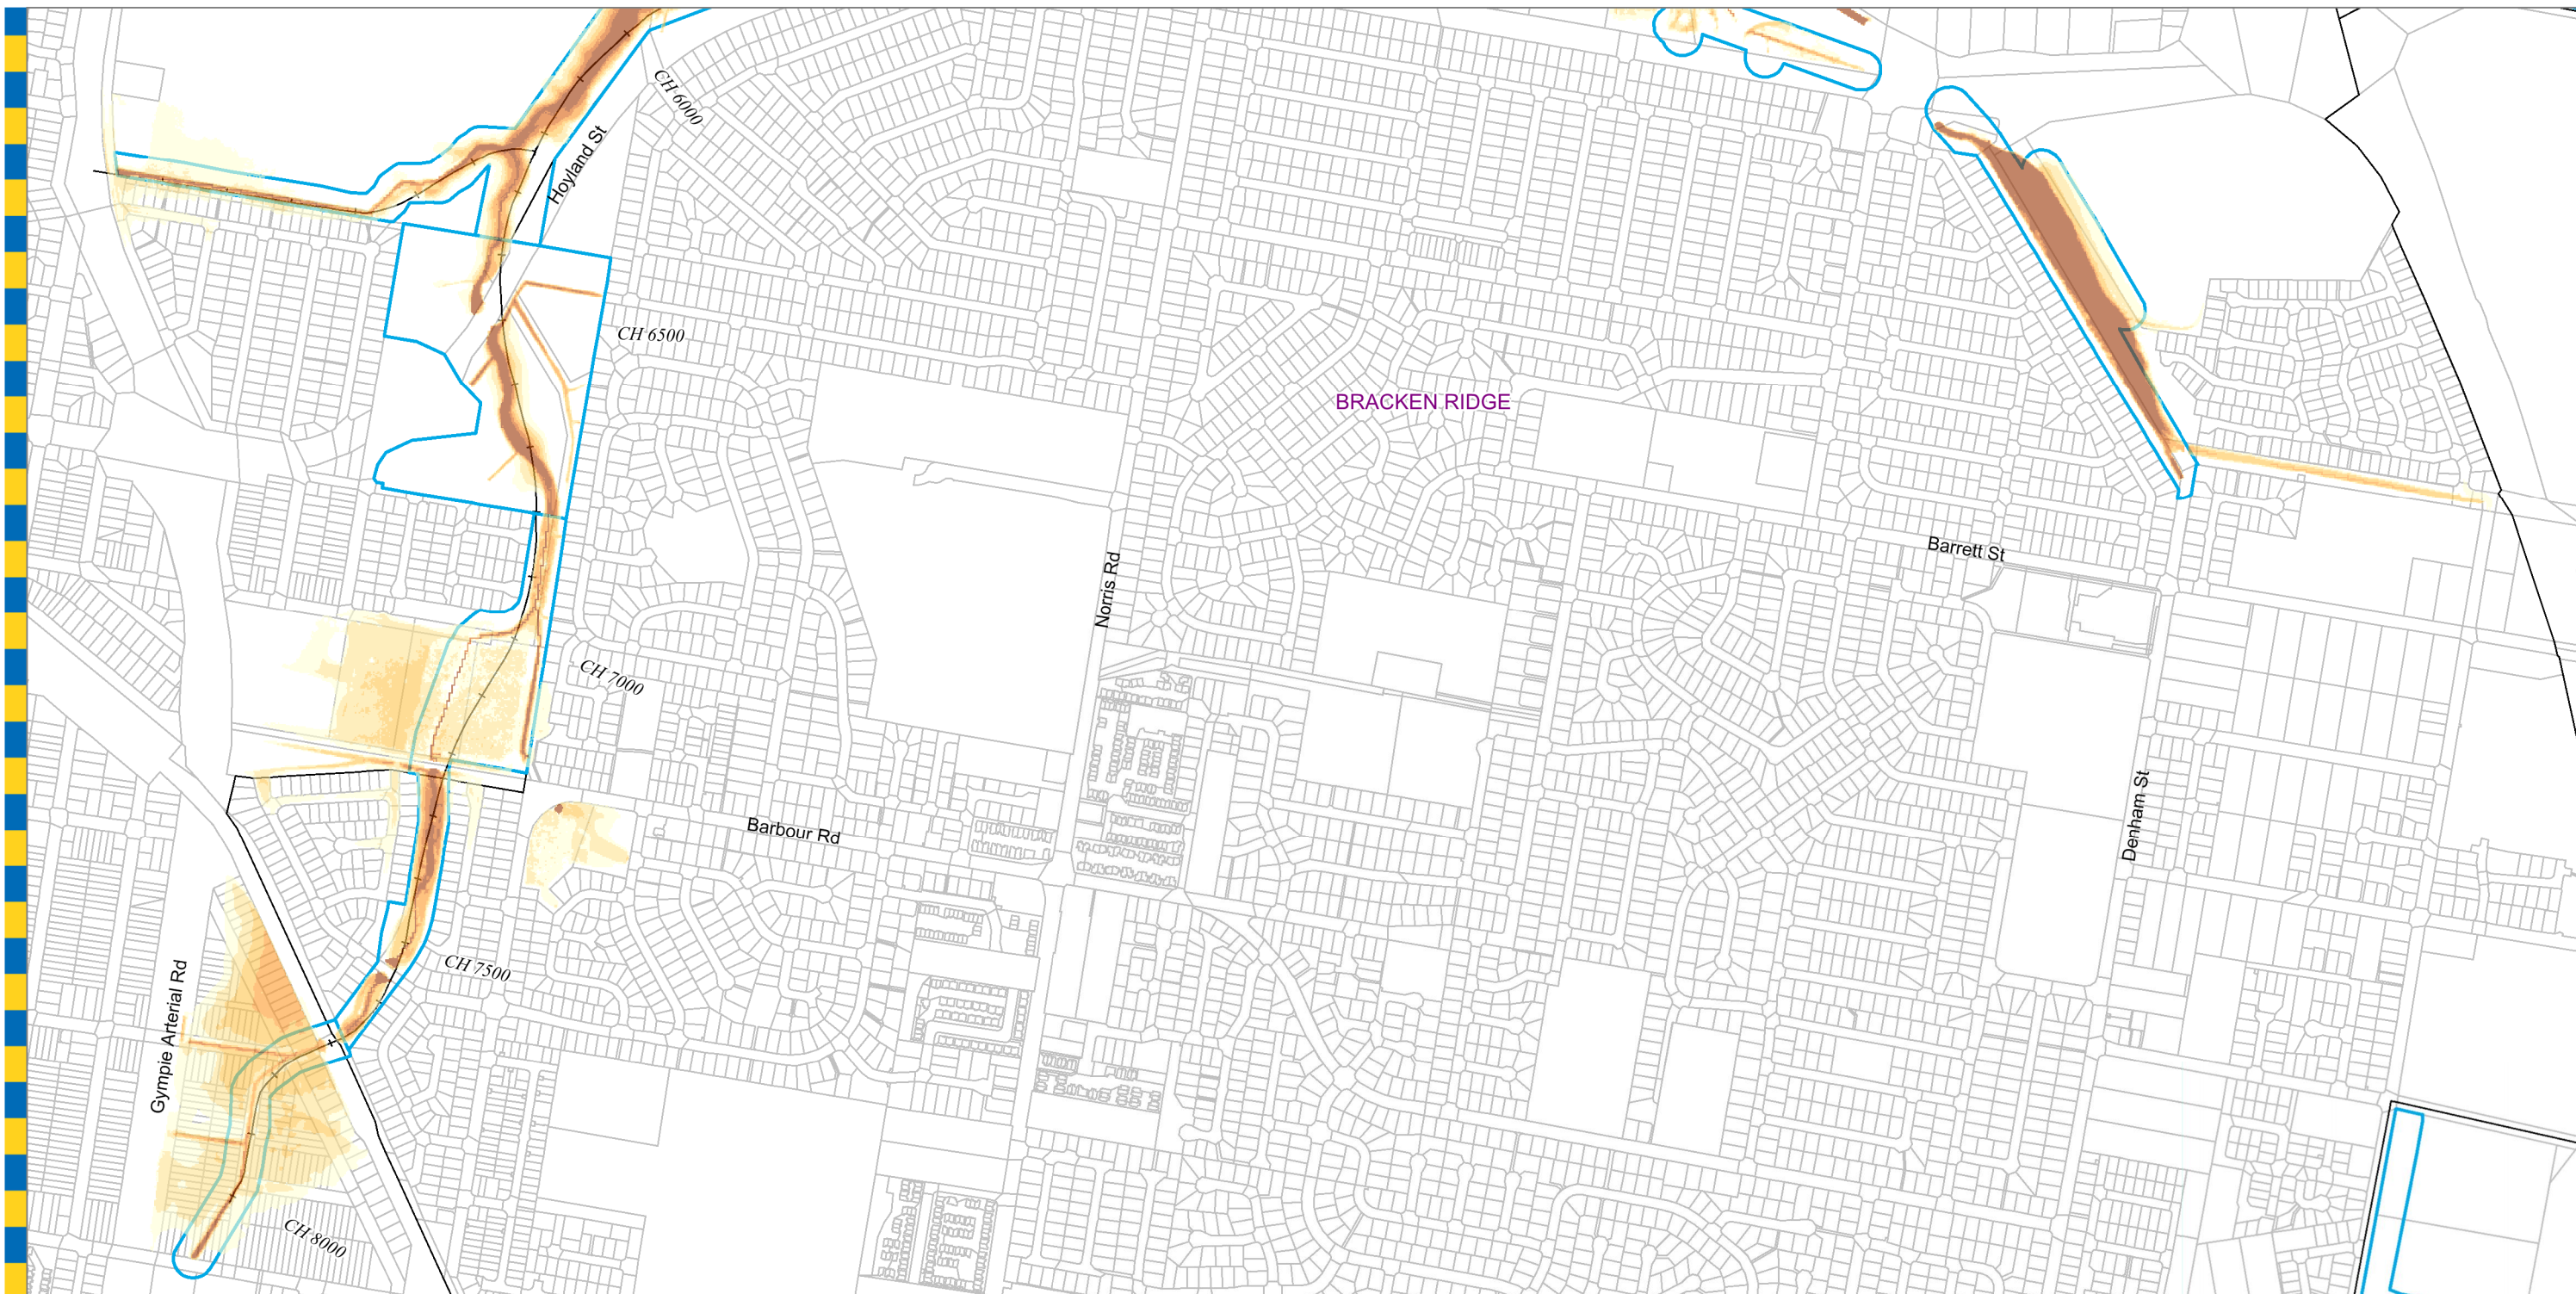 CH 6000
Hoyland St
CH 6500
BRACKEN RIDGE
Barrett St
Norris Rd
CH 7000
Barbour Rd
Denham St
CH 7500
Gympie Arterial Rd
CH 8000